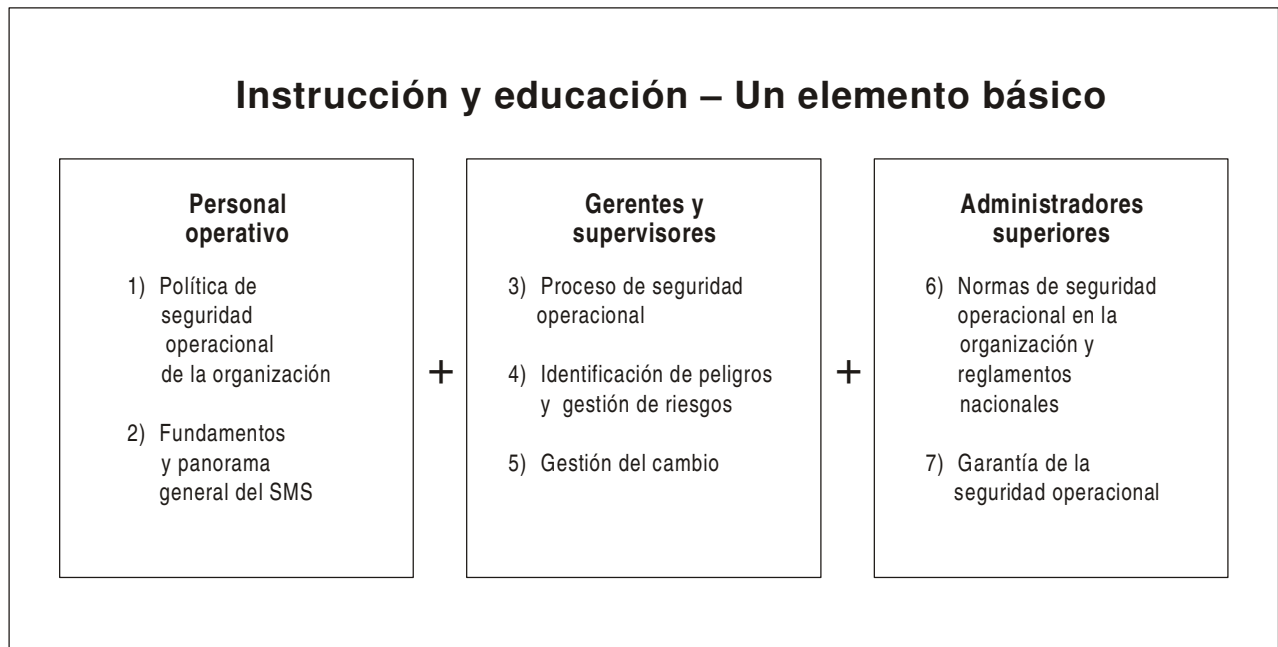 Instrucción y educación – Un elemento básico
Personal
operativo
1) Política de
seguridad
operacional
de la organización
2) Fundamentos
y panorama
general del SMS
+
Gerentes y
supervisores
3) Proceso de seguridad
operacional
4) Identificación de peligros
y gestión de riesgos
5) Gestión del cambio
+
Administradores
superiores
6) Normas de seguridad
operacional en la
organización y
reglamentos
nacionales
7) Garantía de la
seguridad operacional